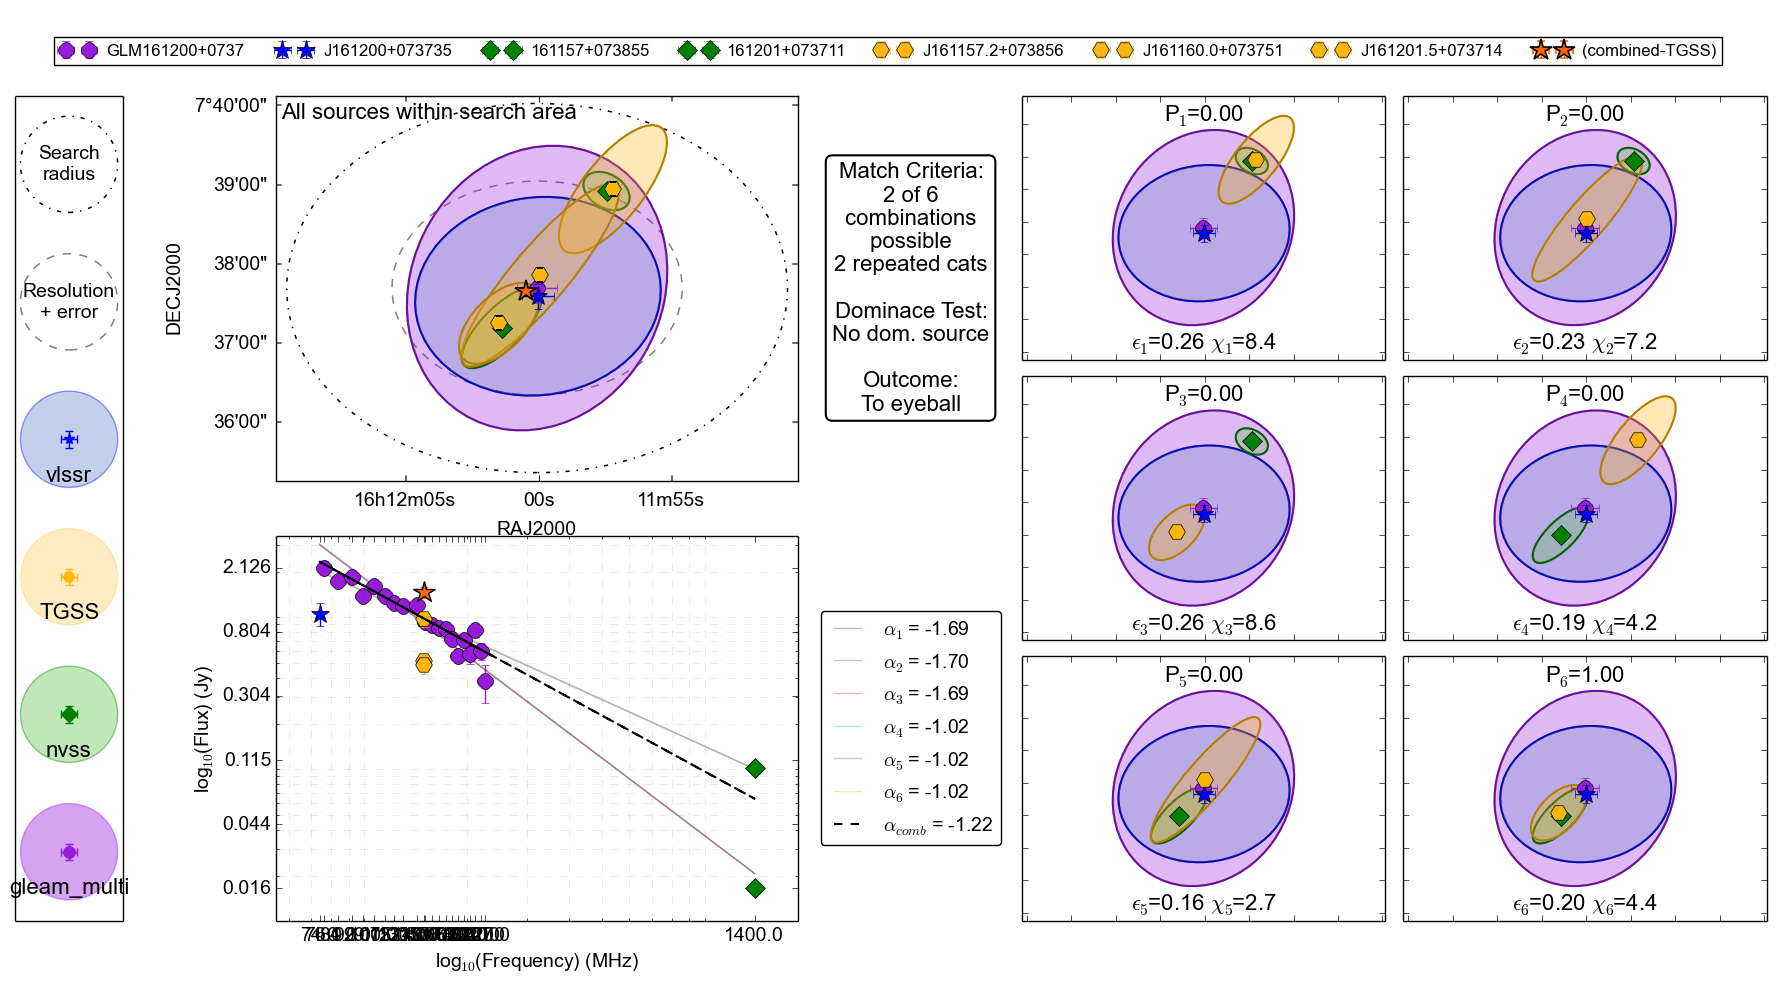 GLM161200+0737 J161200+073735 161157+073855 161201+073711 J161157.2+073856 J161160.0+073751 J161201.5+073714 (combined-TGSS)
Search
radius
Resolution
+ error
vlssr
TGSS
nvss
gleam_multi
All sources within search area
7°40'00"
39'00"
38'00"
37'00"
36'00"
DECJ2000
16h12m05s 00s 11m55s
RAJ2000
2.126
0.804
0.304
0.115
0.044
0.016
log10(Flux) (Jy)
1400.0
log10(Frequency) (MHz)
Match Criteria:
2 of 6
combinations
possible
2 repeated cats
Dominace Test:
No dom. source
Outcome:
To eyeball
α1 = -1.69
α2 = -1.70
α3 = -1.69
α4 = -1.02
α5 = -1.02
α6 = -1.02
αcomb = -1.22
P1=0.00
ϵ1=0.26 χ1=8.4
P2=0.00
ϵ2=0.23 χ2=7.2
P3=0.00
ϵ3=0.26 χ3=8.6
P4=0.00
ϵ4=0.19 χ4=4.2
P5=0.00
ϵ5=0.16 χ5=2.7
P6=1.00
ϵ6=0.20 χ6=4.4